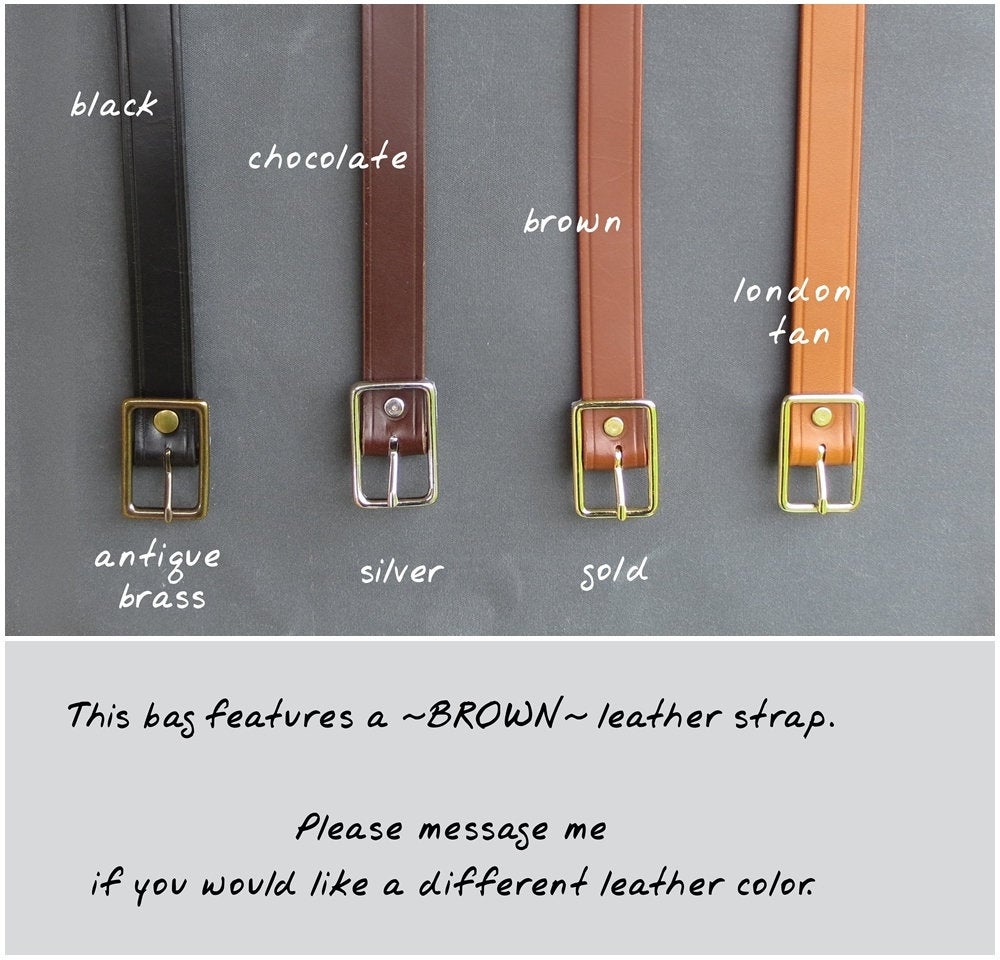 black
chocolate
brown
london
tan
antique
brass
silver
gold
This bag features a ~BROWN~ leather strap.
Please message me
if you would like a different leather color.